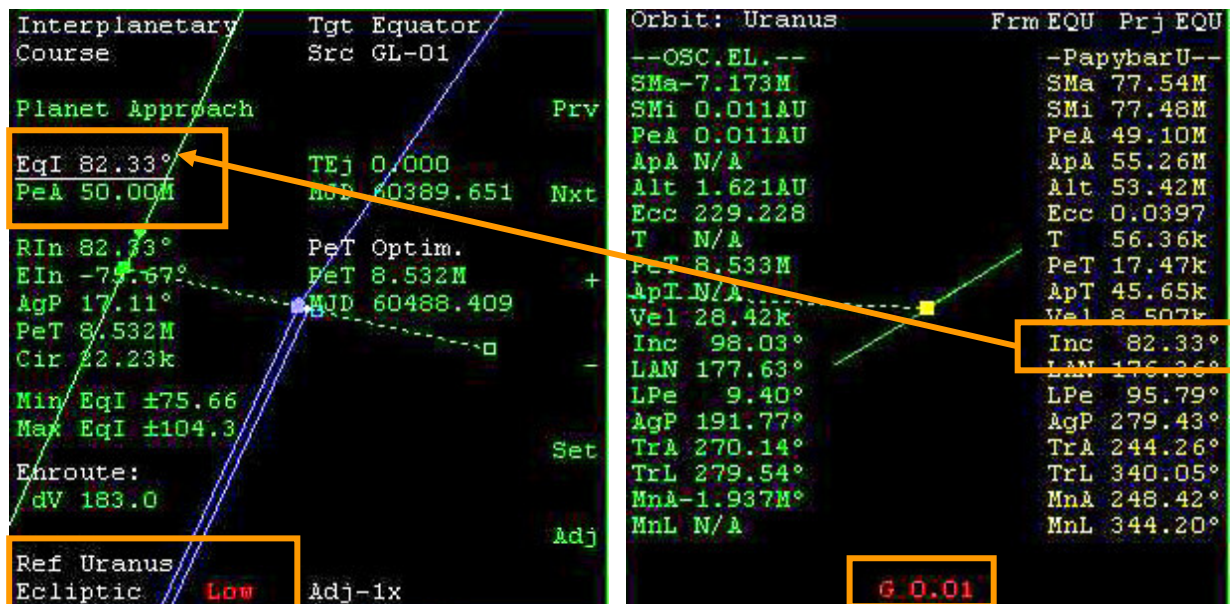 Interplanetary Tgt Equator
Course Src GL-01
Planet Approach Prv
EqI 82.33° TEj 0.000
PeA 50.00M MJD 60389.651 Nxt
RIn 82.33° PeT Optim.
EIn -75.67° PeT 8.532M +
AgP 17.11° MJD 60488.409
PeT 8.532M
Cir 22.23k -
Min EqI ±75.66
Max EqI ±104.3
Set
Enroute:
dV 183.0
Adj
Ref Uranus
Ecliptic Low Adj-1x
Orbit: Uranus Frm EQU Prj EQU
--OSC.EL.-- -PapybarU--
SMa-7.173M SMa 77.54M
SMi 0.011AU SMi 77.48M
PeA 0.011AU PeA 49.10M
ApA N/A ApA 55.26M
Alt 1.621AU Alt 53.42M
Ecc 229.228 Ecc 0.0397
T N/A T 56.36k
PeT 8.533M PeT 17.47k
ApT N/A ApT 45.65k
Vel 28.42k Vel 8.507k
Inc 98.03° Inc 82.33°
LAN 177.63° LAN 176.36°
LPe 9.40° LPe 95.79°
AgP 191.77° AgP 279.43°
TrA 270.14° TrA 244.26°
TrL 279.54° TrL 340.05°
MnA-1.937M° MnA 248.42°
MnL N/A MnL 344.20°
G 0.01